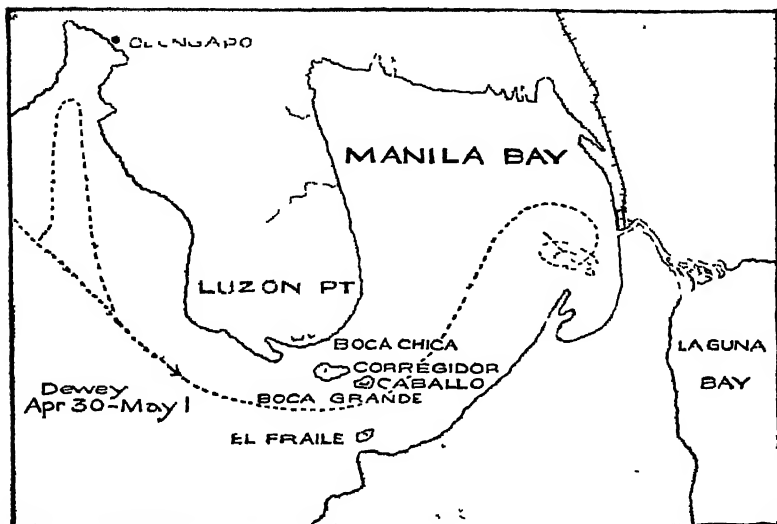 OLONGAPO
MANILA BAY
LUZON PT
BOCA CHICA
CORREGIDOR
CABALLO
LAGUNA
BAY
Dewey
Apr 30-May 1
BOCA GRANDE
EL FRAILE